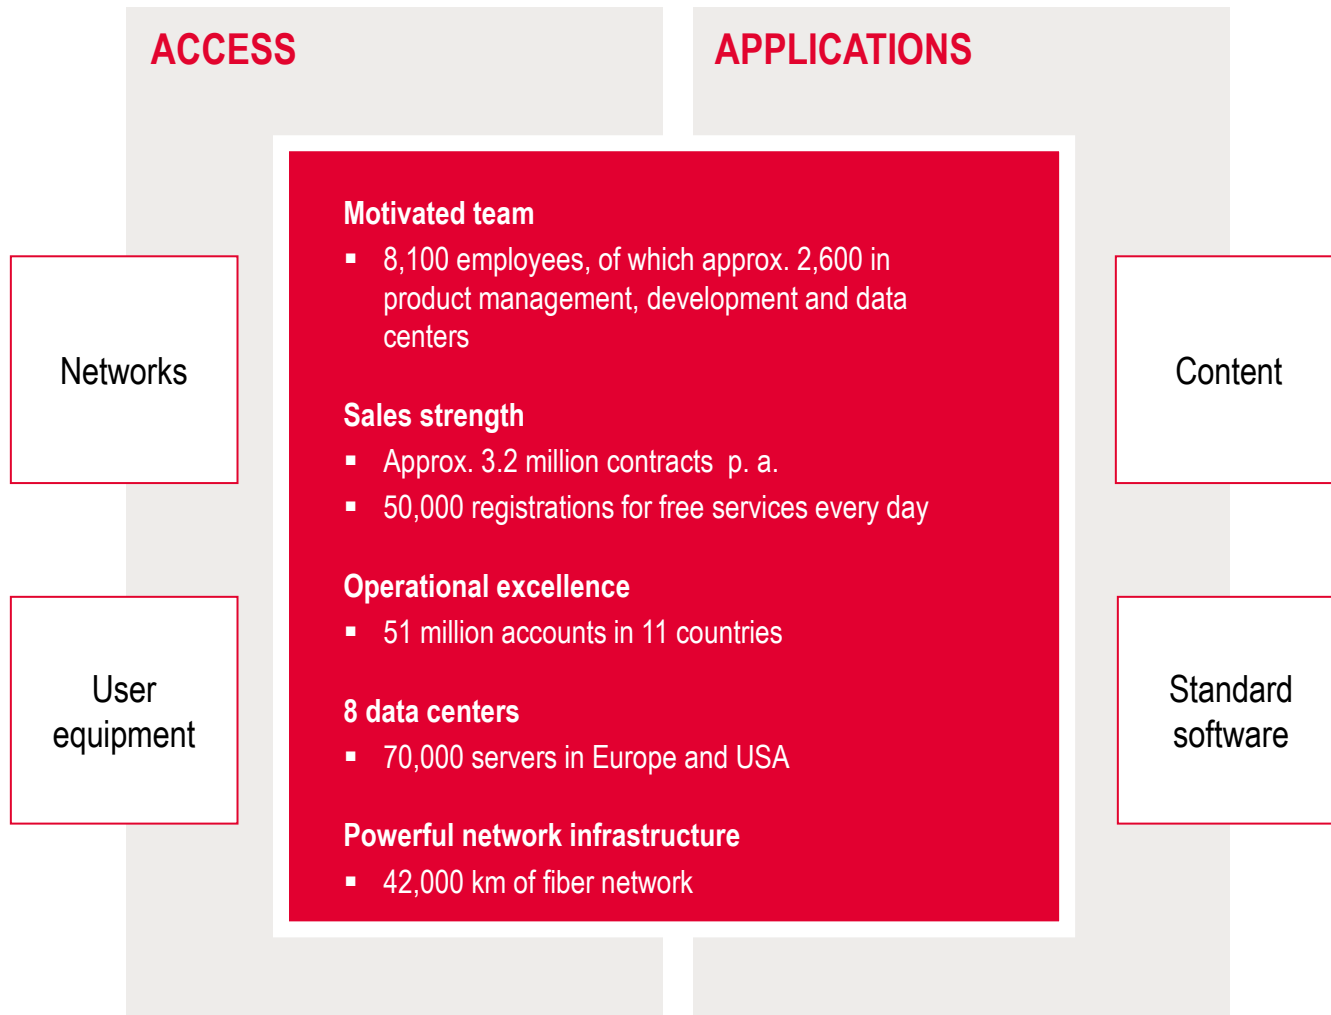 ACCESS
APPLICATIONS
Motivated team
▪ 8,100 employees, of which approx. 2,600 in
product management, development and data
centers
Sales strength
▪ Approx. 3.2 million contracts  p. a.
▪ 50,000 registrations for free services every day
Operational excellence
▪ 51 million accounts in 11 countries
8 data centers
▪ 70,000 servers in Europe and USA
Powerful network infrastructure
▪ 42,000 km of fiber network
Networks
User
equipment
Content
Standard
software